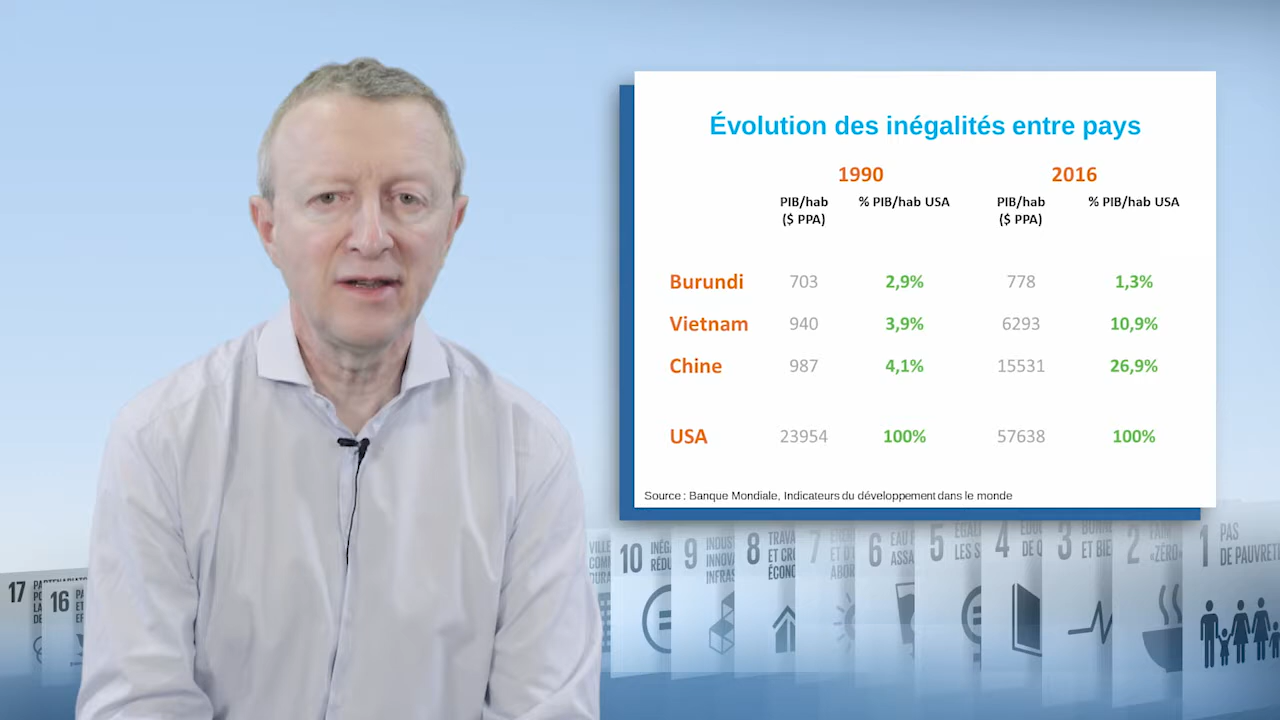 Évolution des inégalités entre pays
1990 2016
PIB/hab % PIB/hab USA PIB/hab % PIB/hab USA
($ PPA) ($ PPA)
Burundi 703 2,9% 778 1,3%
Vietnam 940 3,9% 6293 10,9%
Chine 987 4,1% 15531 26,9%
USA 23954 100% 57638 100%
Source : Banque Mondiale, Indicateurs du développement dans le monde
17
16
10
9
8
7
6 EAU
5
4
3
2
«ZÉRO»
1 PAS
DE PAUVRET